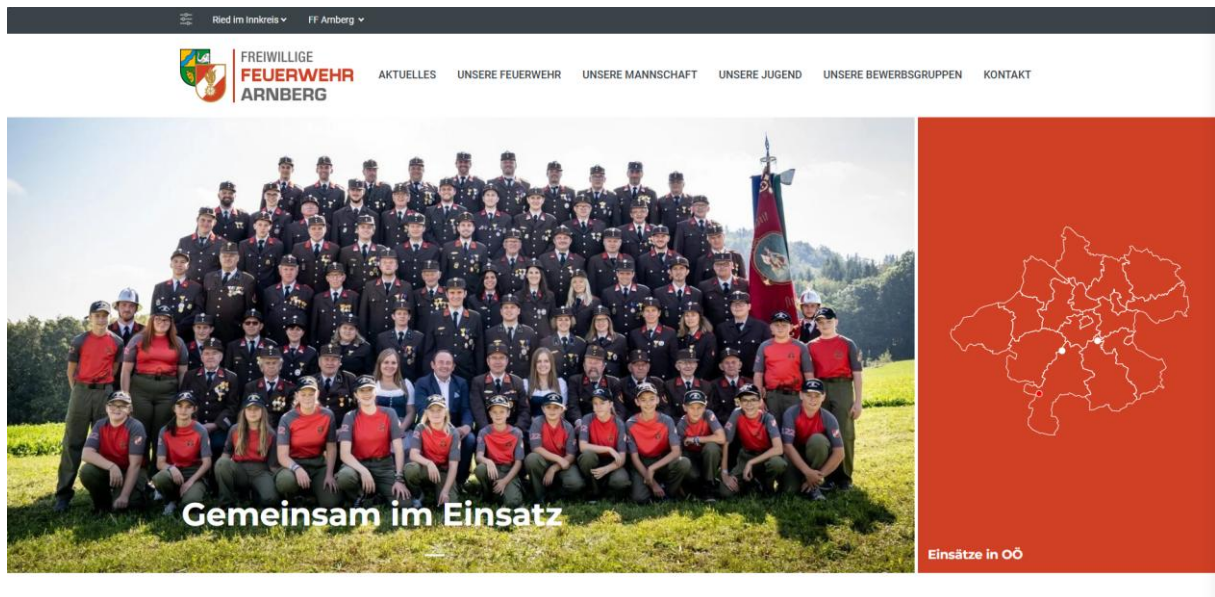 Ried im Innkreis FF Arnberg
FREIWILLIGE
FEUERWEHR
ARNBERG
AKTUELLES UNSERE FEUERWEHR UNSERE MANNSCHAFT UNSERE JUGEND UNSERE BEWERBSGRUPPEN KONTAKT
Gemeinsam im Einsatz
Einsätze in OÖ